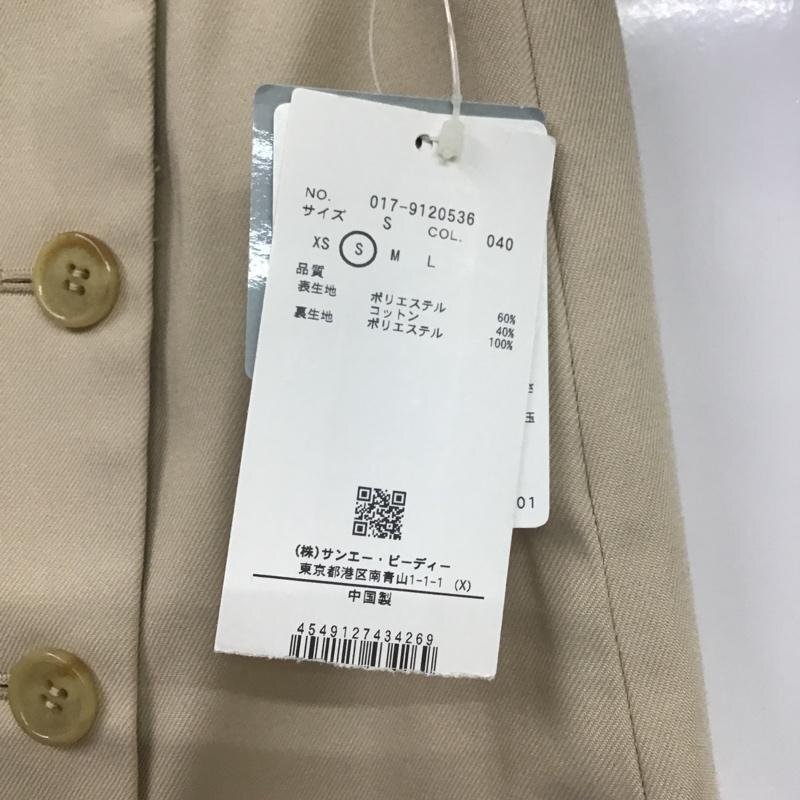 NO. 017-9120536
サイズ S COL. 040
XS S M L
品質
表生地 ポリエステル 60%
コットン 40%
裏生地 ポリエステル 100%
玉
01
(株)サンエー・ビーディー
東京都港区南青山1-1-1 (X)
中国製
4549127434269